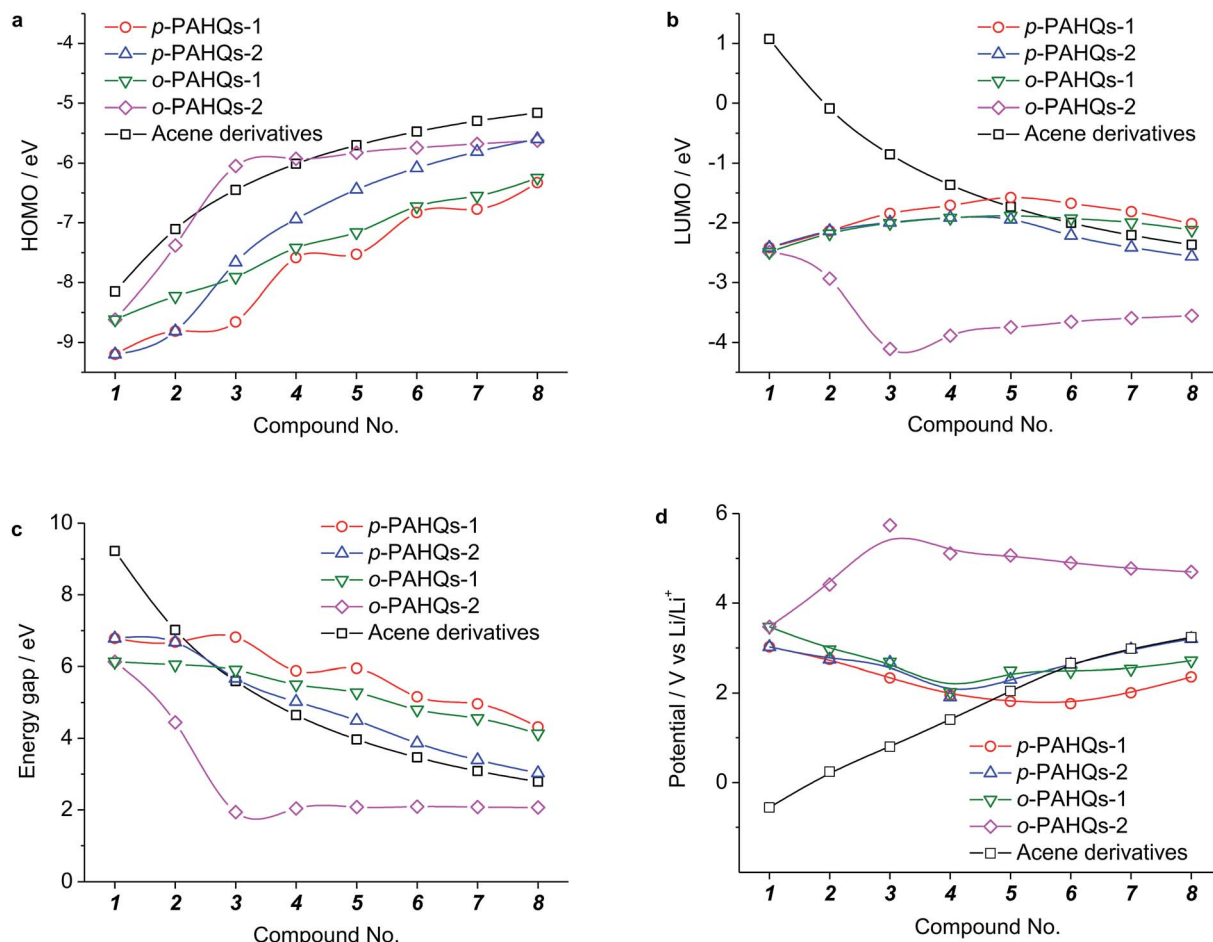 a
p-PAHQs-1
p-PAHQs-2
o-PAHQs-1
o-PAHQs-2
Acene derivatives
-4
-5
-6
-7
-8
-9
HOMO / eV
1 2 3 4 5 6 7 8
Compound No.
b
p-PAHQs-1
p-PAHQs-2
o-PAHQs-1
o-PAHQs-2
Acene derivatives
1
0
-1
-2
-3
-4
LUMO / eV
1 2 3 4 5 6 7 8
Compound No.
c
p-PAHQs-1
p-PAHQs-2
o-PAHQs-1
o-PAHQs-2
Acene derivatives
10
8
6
4
2
0
Energy gap / eV
1 2 3 4 5 6 7 8
Compound No.
d
6
4
2
0
Potential / V vs Li/Li⁺
p-PAHQs-1
p-PAHQs-2
o-PAHQs-1
o-PAHQs-2
Acene derivatives
1 2 3 4 5 6 7 8
Compound No.